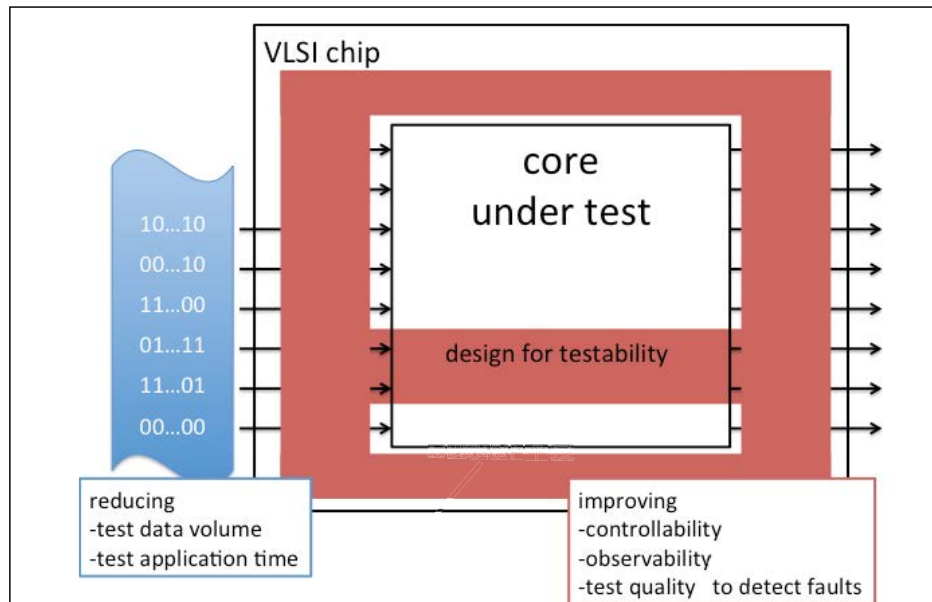 VLSI chip
core
under test
10...10
00...10
11...00
01...11
design for testability
11...01
00...00
reducing
-test data volume
-test application time
improving
-controllability
-observability
-test quality to detect faults